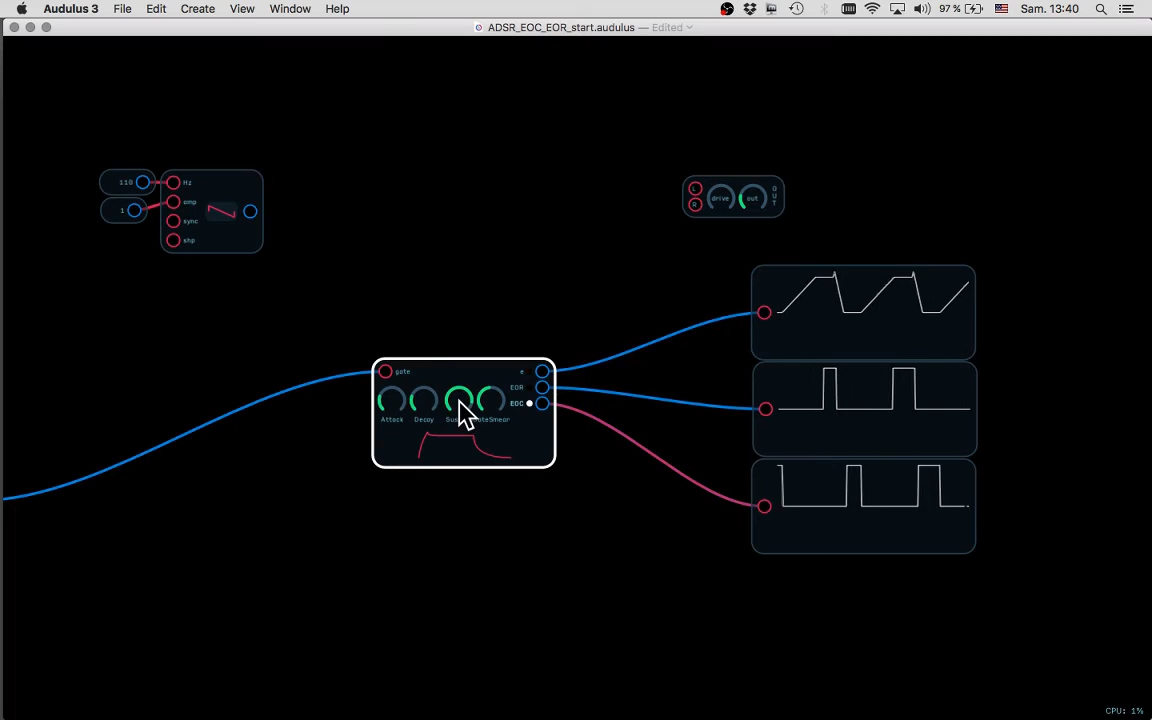 Audulus 3 File Edit Create View Window Help 97 % Sam. 13:40
ADSR_EOC_EOR_start.audulus — Edited
110 Hz
1 amp
sync
shp
L
R
drive out
OUT
gate e
EOR
EOC
Attack Decay
CPU: 1%